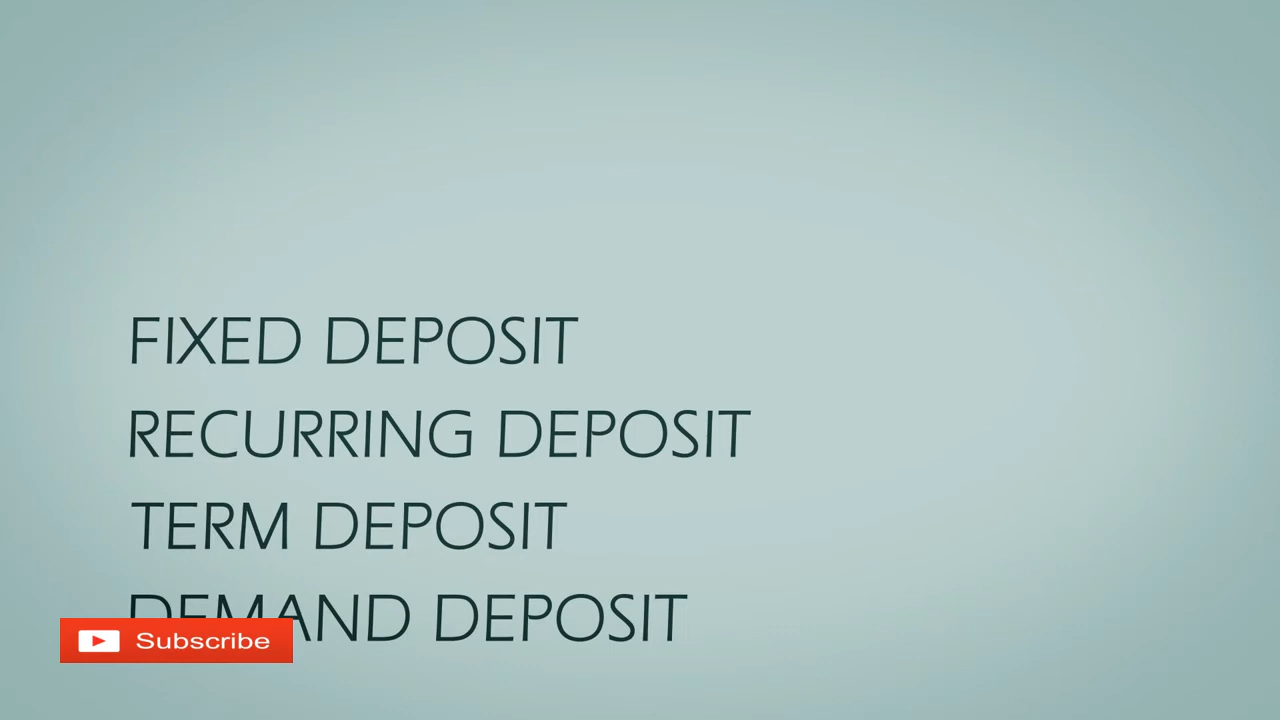 FIXED DEPOSIT
RECURRING DEPOSIT
TERM DEPOSIT
DEMAND DEPOSIT
Subscribe